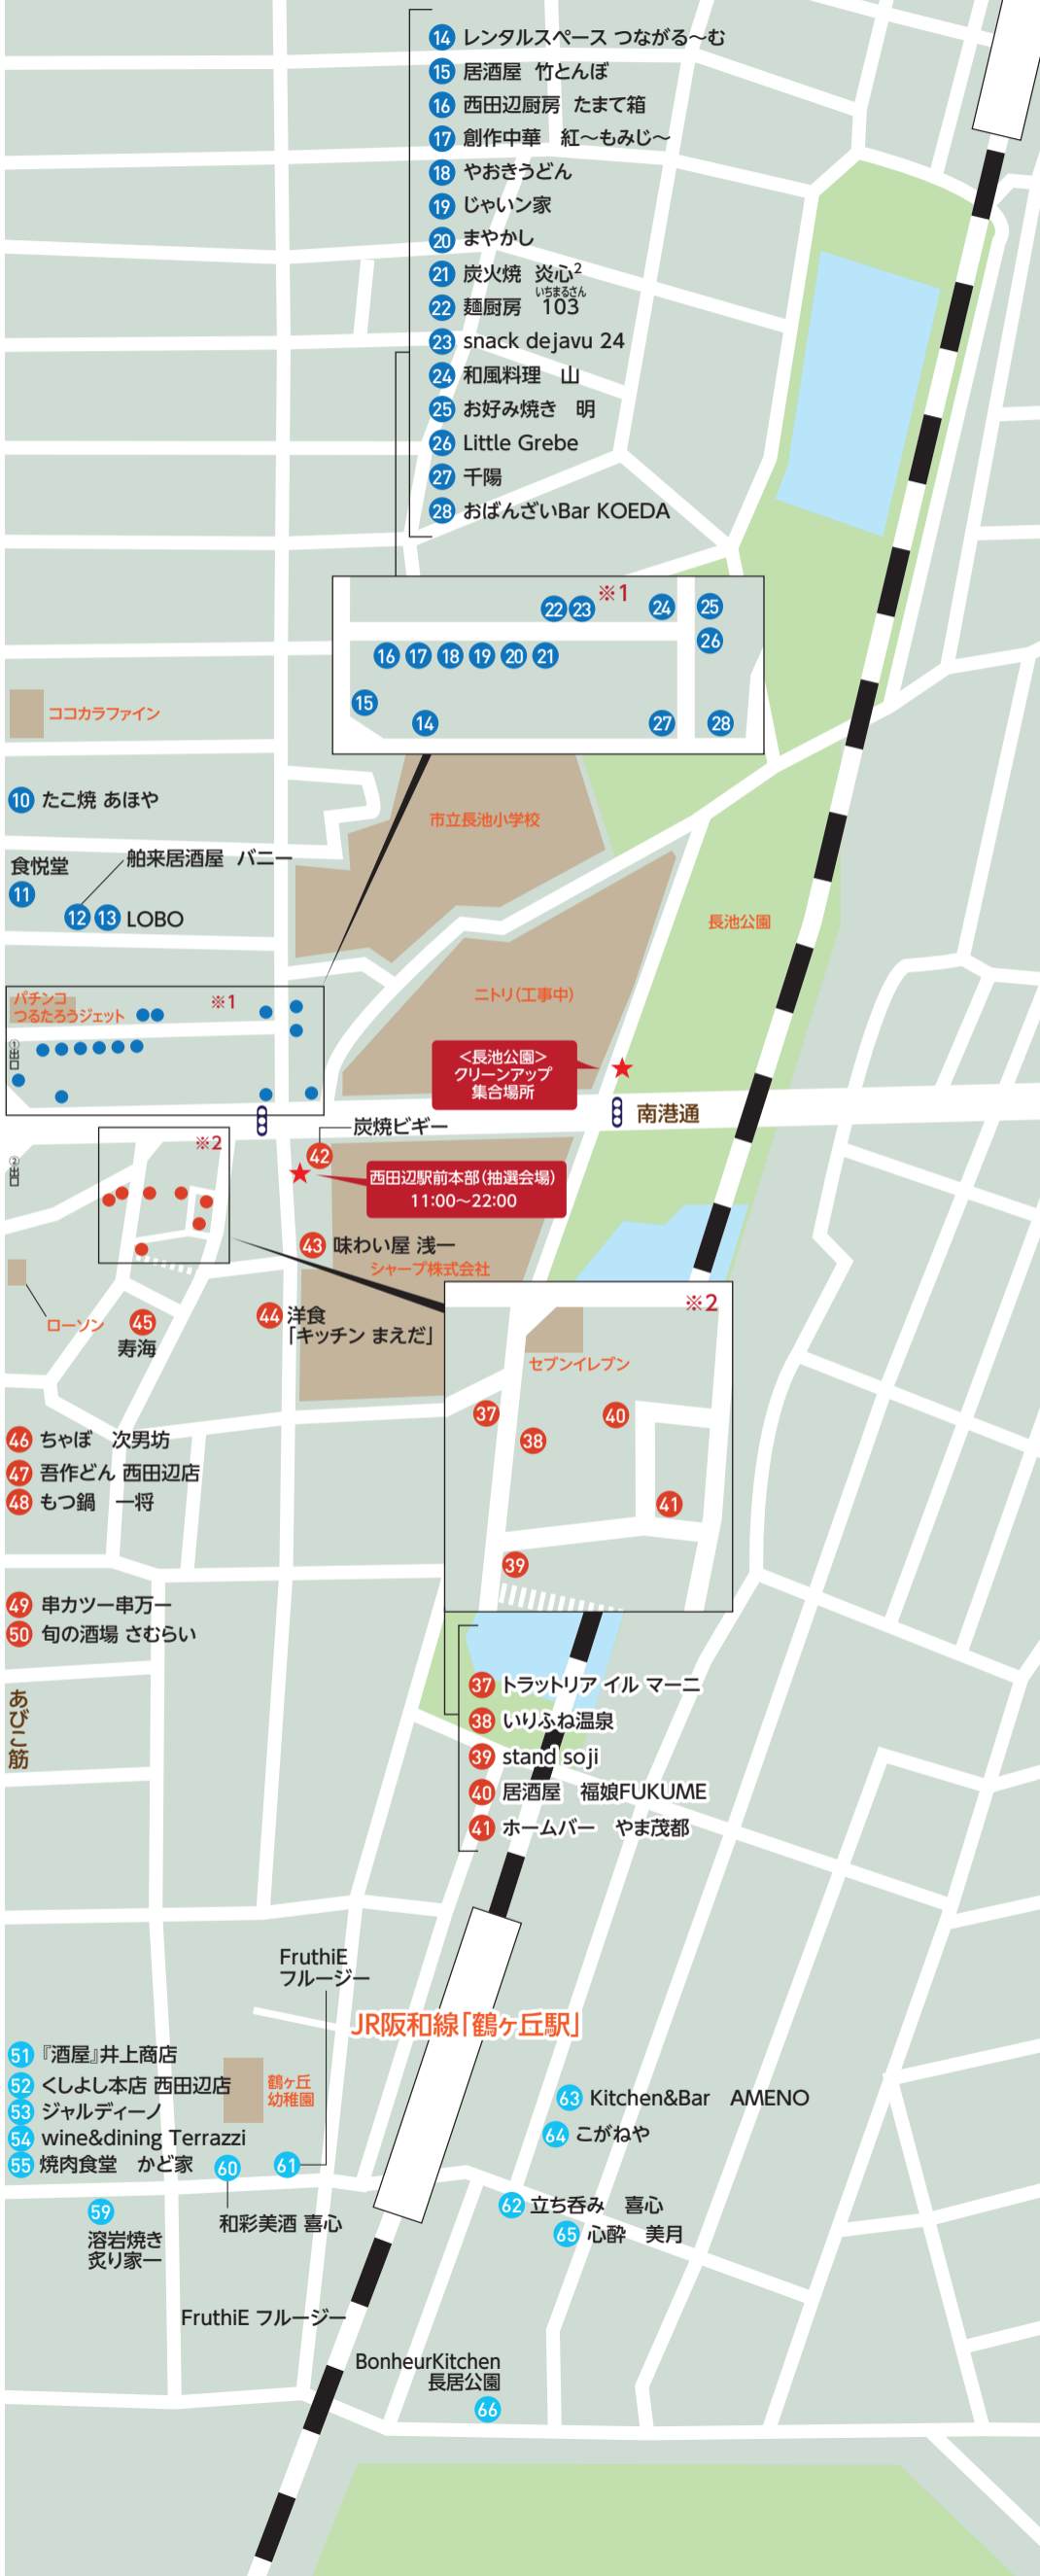 14 レンタルスペース つながる〜む
15 居酒屋 竹とんぼ
16 西田辺厨房 たまて箱
17 創作中華 紅〜もみじ〜
18 やおきうどん
19 じゃいン家
20 まやかし
21 炭火焼 炎心²
いちまるさん
22 麺厨房 103
23 snack dejavu 24
24 和風料理 山
25 お好み焼き 明
26 Little Grebe
27 千陽
28 おばんざいBar KOEDA
※1
22 23 24 25
26
16 17 18 19 20 21
15
14 27 28
ココカラファイン
10 たこ焼 あほや
市立長池小学校
舶来居酒屋 バニー
食悦堂
11
12 13 LOBO
長池公園
パチンコ
つるたろうジェット
※1
ニトリ(工事中)
①出口
<長池公園>
クリーンアップ
集合場所
南港通
炭焼ビギー
※2
42
②出口
西田辺駅前本部(抽選会場)
11:00〜22:00
43 味わい屋 浅一
シャープ株式会社
44 洋食
「キッチン まえだ」
ローソン
45
寿海
※2
セブンイレブン
37 38 40
41
39
46 ちゃぼ 次男坊
47 吾作どん 西田辺店
48 もつ鍋 一将
49 串カツー串万一
50 旬の酒場 さむらい
あびこ筋
37 トラットリア イル マーニ
38 いりふね温泉
39 stand soji
40 居酒屋 福娘FUKUME
41 ホームバー やま茂都
FruthiE
フルージー
JR阪和線「鶴ヶ丘駅」
51 『酒屋』井上商店
52 くしよし本店 西田辺店
53 ジャルディーノ
54 wine&dining Terrazzi
55 焼肉食堂 かど家
鶴ヶ丘
幼稚園
60
61
和彩美酒 喜心
59
溶岩焼き
炙り家一
63 Kitchen&Bar AMENO
64 こがねや
62 立ち呑み 喜心
65 心酔 美月
FruthiE フルージー
BonheurKitchen
長居公園
66